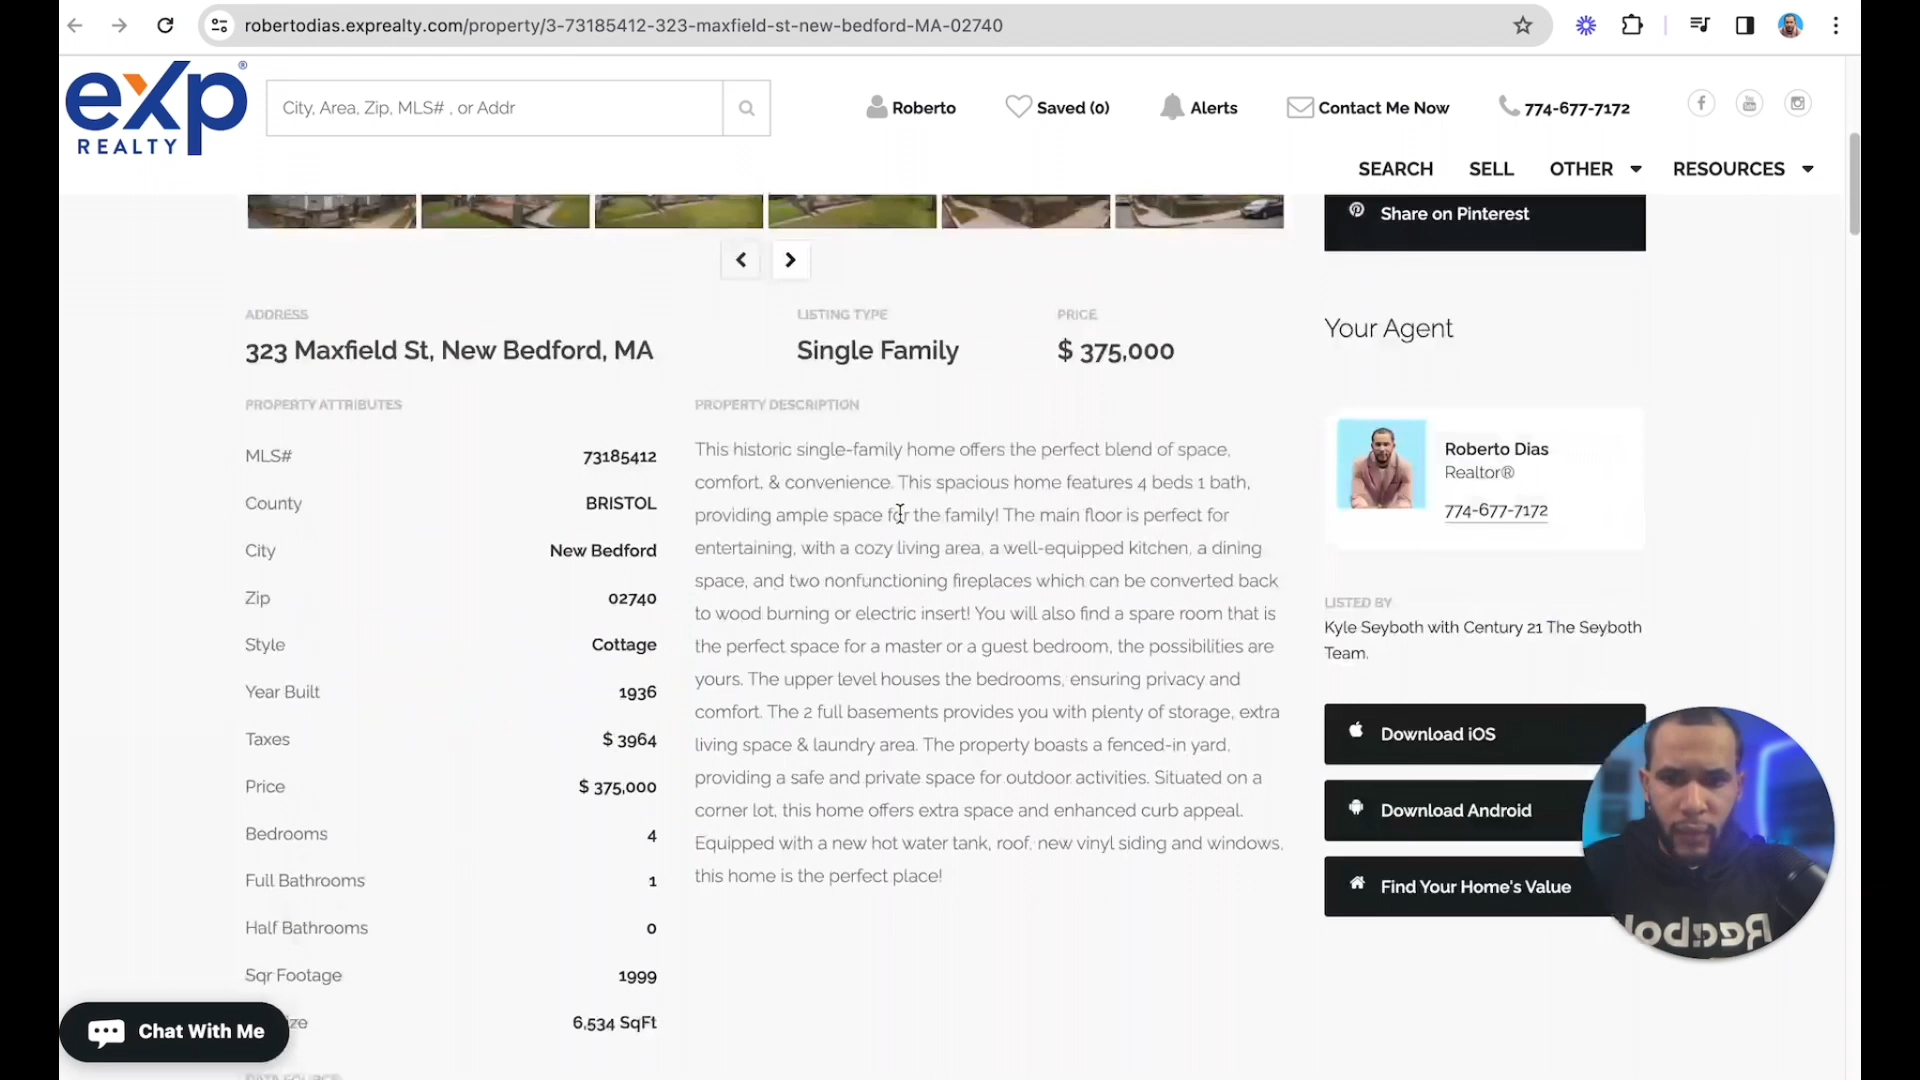 robertodias.exprealty.com/property/3-73185412-323-maxfield-st-new-bedford-MA-02740
exp®
REALTY
City, Area, Zip, MLS# , or Addr
Roberto
Saved (0)
Alerts
Contact Me Now
774-677-7172
SEARCH
SELL
OTHER
RESOURCES
Share on Pinterest
ADDRESS
323 Maxfield St, New Bedford, MA
LISTING TYPE
Single Family
PRICE
$ 375,000
PROPERTY ATTRIBUTES
MLS# 73185412
County BRISTOL
City New Bedford
Zip 02740
Style Cottage
Year Built 1936
Taxes $ 3964
Price $ 375,000
Bedrooms 4
Full Bathrooms 1
Half Bathrooms 0
Sqr Footage 1999
ize 6,534 SqFt
DATA SOURCE:
PROPERTY DESCRIPTION
This historic single-family home offers the perfect blend of space,
comfort, & convenience. This spacious home features 4 beds 1 bath,
providing ample space for the family! The main floor is perfect for
entertaining, with a cozy living area, a well-equipped kitchen, a dining
space, and two nonfunctioning fireplaces which can be converted back
to wood burning or electric insert! You will also find a spare room that is
the perfect space for a master or a guest bedroom, the possibilities are
yours. The upper level houses the bedrooms, ensuring privacy and
comfort. The 2 full basements provides you with plenty of storage, extra
living space & laundry area. The property boasts a fenced-in yard,
providing a safe and private space for outdoor activities. Situated on a
corner lot, this home offers extra space and enhanced curb appeal.
Equipped with a new hot water tank, roof, new vinyl siding and windows,
this home is the perfect place!
Your Agent
Roberto Dias
Realtor®
774-677-7172
LISTED BY
Kyle Seyboth with Century 21 The Seyboth
Team.
Download iOS
Download Android
Find Your Home's Value
Reebok
Chat With Me